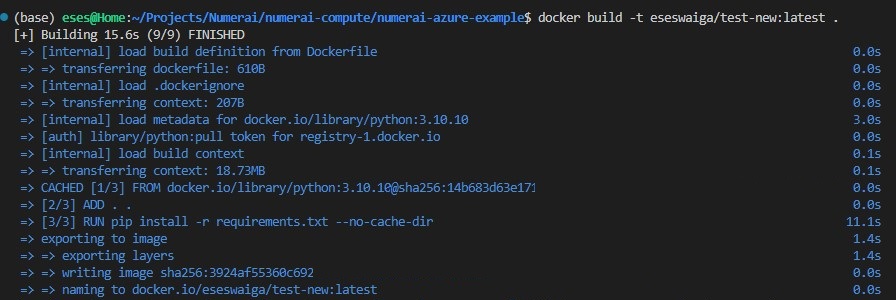 (base) eses@Home:~/Projects/Numerai/numerai-compute/numerai-azure-example$ docker build -t eseswaiga/test-new:latest .
[+] Building 15.6s (9/9) FINISHED
=> [internal] load build definition from Dockerfile 0.0s
=> => transferring dockerfile: 610B 0.0s
=> [internal] load .dockerignore 0.0s
=> => transferring context: 207B 0.0s
=> [internal] load metadata for docker.io/library/python:3.10.10 3.0s
=> [auth] library/python:pull token for registry-1.docker.io 0.0s
=> [internal] load build context 0.1s
=> => transferring context: 18.73MB 0.1s
=> CACHED [1/3] FROM docker.io/library/python:3.10.10@sha256:14b683d63e171 0.0s
=> [2/3] ADD . . 0.0s
=> [3/3] RUN pip install -r requirements.txt --no-cache-dir 11.1s
=> exporting to image 1.4s
=> => exporting layers 1.4s
=> => writing image sha256:3924af55360c692 0.0s
=> => naming to docker.io/eseswaiga/test-new:latest 0.0s